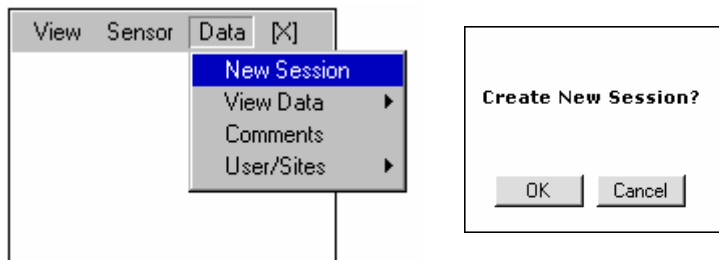 View Sensor Data [X]
New Session
View Data
Comments
User/Sites
Create New Session?
OK Cancel